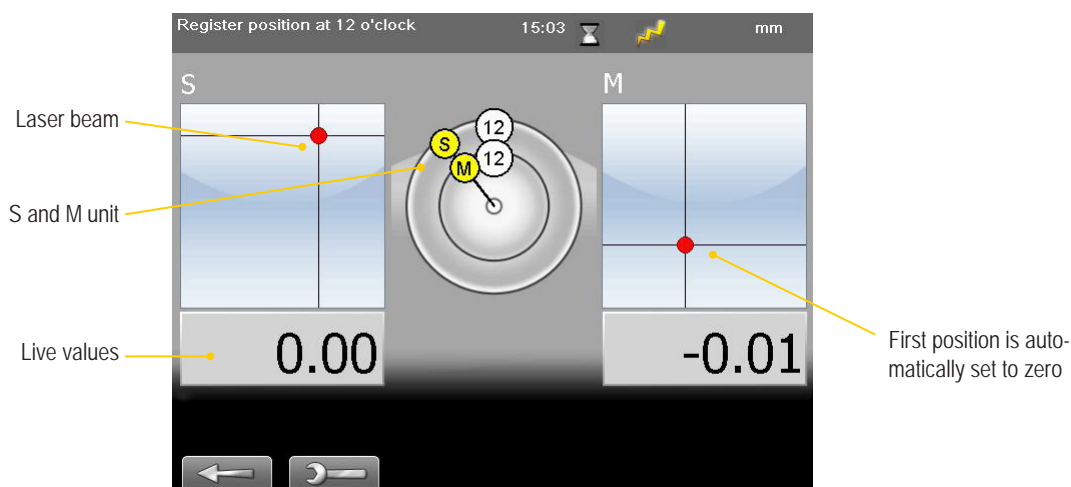 Register position at 12 o'clock 15:03 mm
S M
Laser beam
12
S
M 12
S and M unit
Live values
0.00 -0.01
First position is auto-
matically set to zero